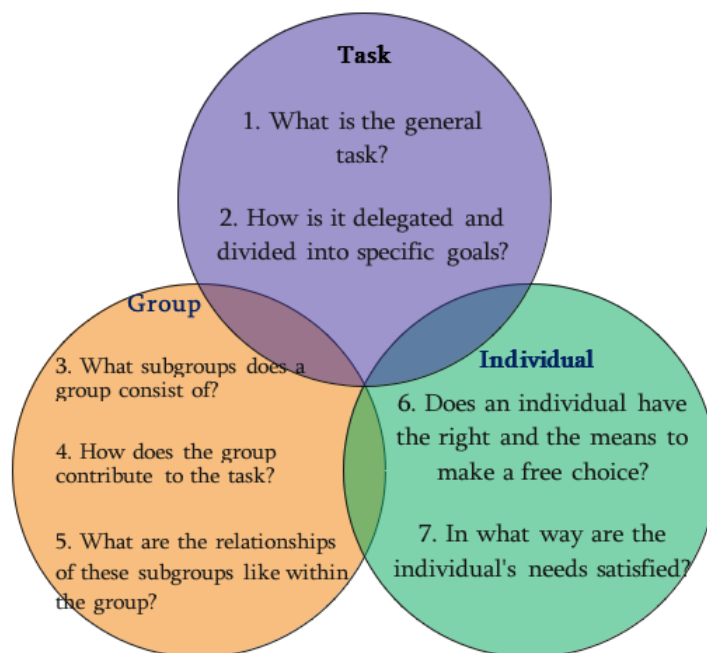 Task
1. What is the general
task?
2. How is it delegated and
divided into specific goals?
Group
3. What subgroups does a
group consist of?
4. How does the group
contribute to the task?
5. What are the relationships
of these subgroups like within
the group?
Individual
6. Does an individual have
the right and the means to
make a free choice?
7. In what way are the
individual's needs satisfied?